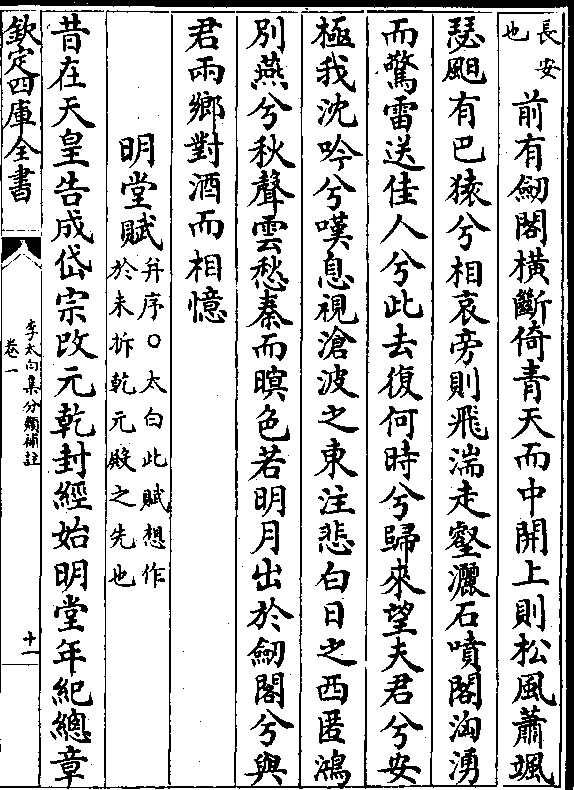 長安
也
前有劒閣橫斷倚青天而中開上則松風蕭颯
瑟䫻有巴猿兮相哀旁則飛湍走壑灑石噴閣洶湧
而驚雷送佳人兮此去復何時兮歸來望夫君兮安
極我沈吟兮嘆息視滄波之東注悲白日之西匿鴻
別燕兮秋聲雲愁秦而暝色若明月出於劒閣兮與
君兩鄉對酒而相憶
明堂賦
并序○太白此賦想作
於未拆乾元殿之先也
昔在天皇告成岱宗改元乾封經始明堂年紀總章
欽定四庫全書
李太白集分類補註
卷一
十一